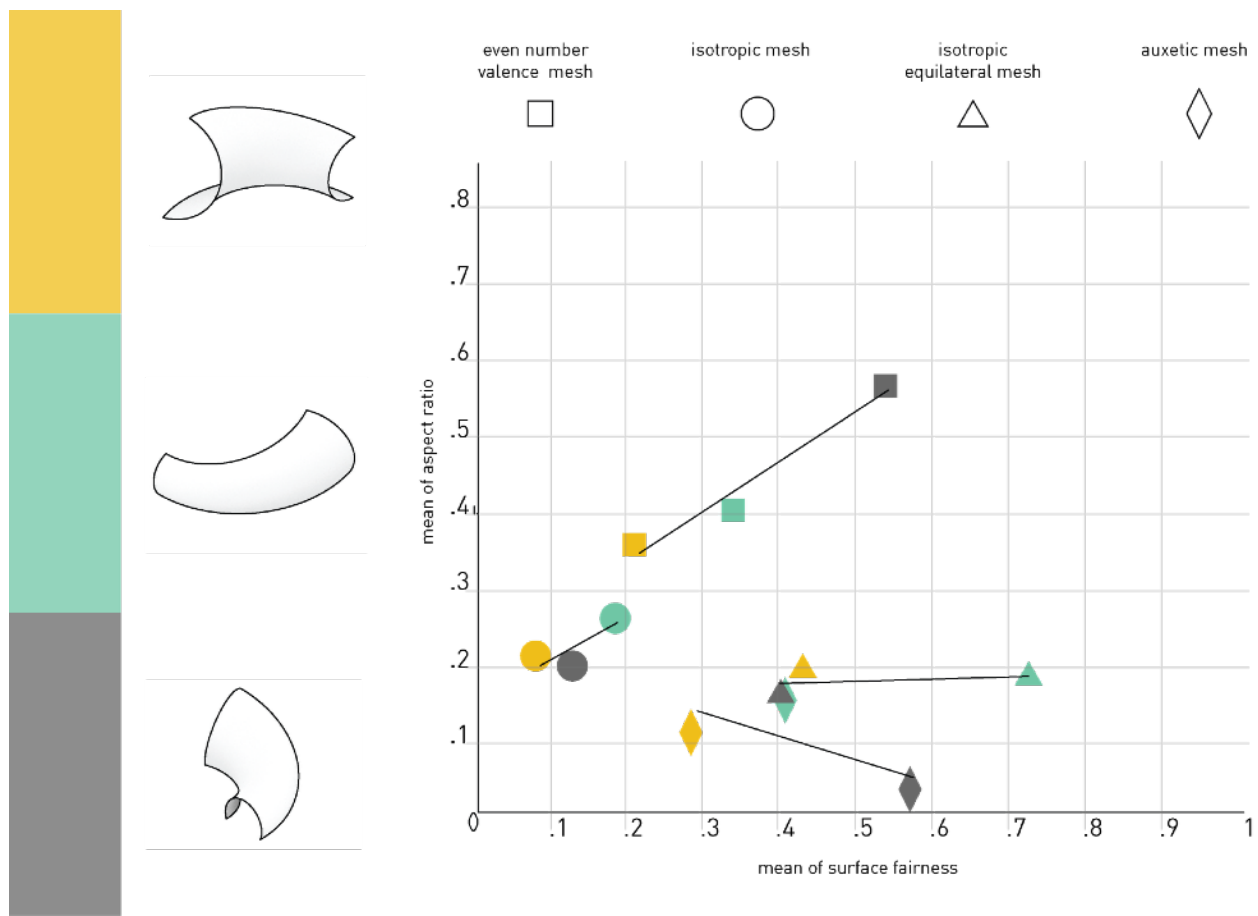 even number
valence mesh
isotropic mesh
isotropic
equilateral mesh
auxetic mesh
.8
.7
.6
.5
.4
.3
.2
.1
mean of aspect ratio
0
.1
.2
.3
.4
.5
.6
.7
.8
.9
1
mean of surface fairness